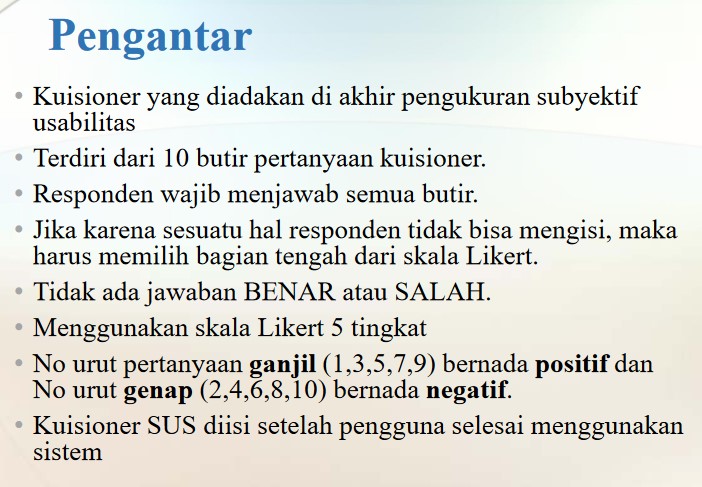 Pengantar
• Kuisioner yang diadakan di akhir pengukuran subyektif
usabilitas
• Terdiri dari 10 butir pertanyaan kuisioner.
• Responden wajib menjawab semua butir.
• Jika karena sesuatu hal responden tidak bisa mengisi, maka
harus memilih bagian tengah dari skala Likert.
• Tidak ada jawaban BENAR atau SALAH.
• Menggunakan skala Likert 5 tingkat
• No urut pertanyaan ganjil (1,3,5,7,9) bernada positif dan
No urut genap (2,4,6,8,10) bernada negatif.
• Kuisioner SUS diisi setelah pengguna selesai menggunakan
sistem